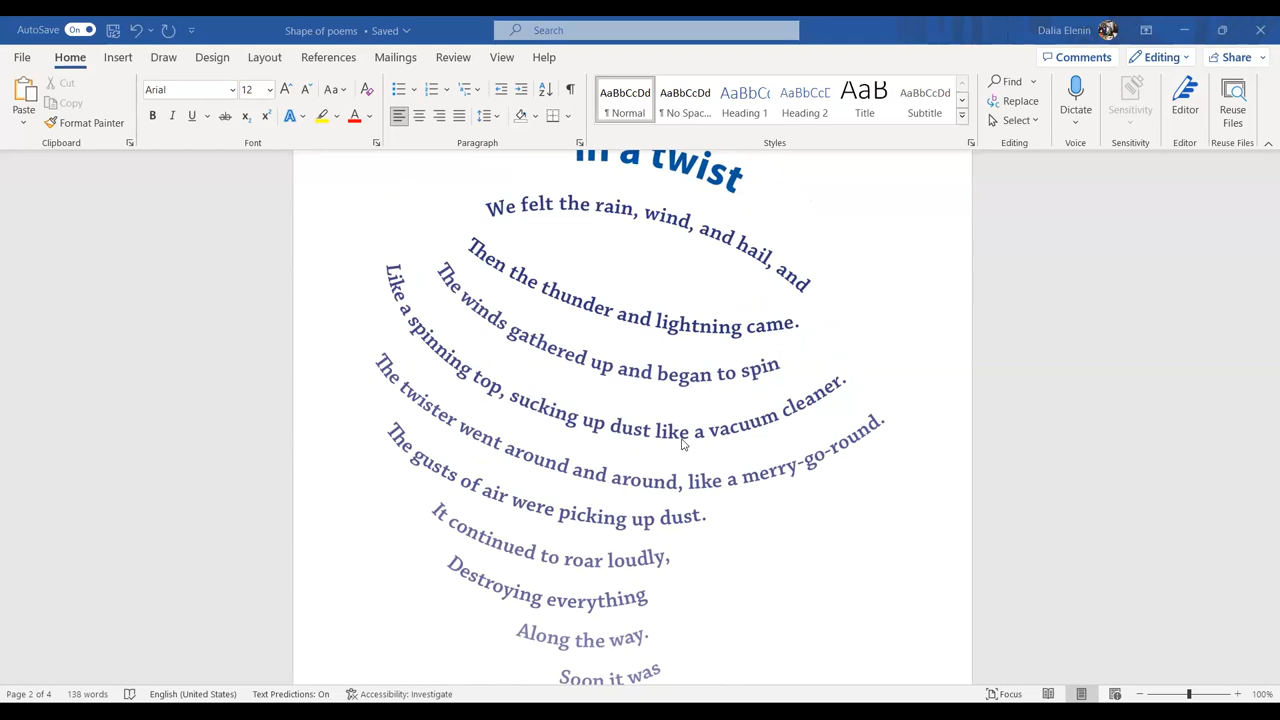 AutoSave On Shape of poems • Saved Search Dalia Elenin
File Home Insert Draw Design Layout References Mailings Review View Help Comments Editing Share
Paste Cut Copy Format Painter
Clipboard
Arial 12 Aa
B I U ab x2 x2 A A
Font
Paragraph
AaBbCcDd AaBbCcDd AaBbCc AaBbCcD AaB AaBbCcDd
¶ Normal ¶ No Spac... Heading 1 Heading 2 Title Subtitle
Styles
Find Replace Select
Editing
Dictate
Voice
Sensitivity
Sensitivity
Editor
Editor
Reuse Files
Reuse Files
in a twist
We felt the rain, wind, and hail, and
Then the thunder and lightning came.
The winds gathered up and began to spin
Like a spinning top, sucking up dust like a vacuum cleaner.
The twister went around and around, like a merry-go-round.
The gusts of air were picking up dust.
It continued to roar loudly,
Destroying everything
Along the way.
Soon it was
Page 2 of 4 138 words English (United States) Text Predictions: On Accessibility: Investigate Focus 100%